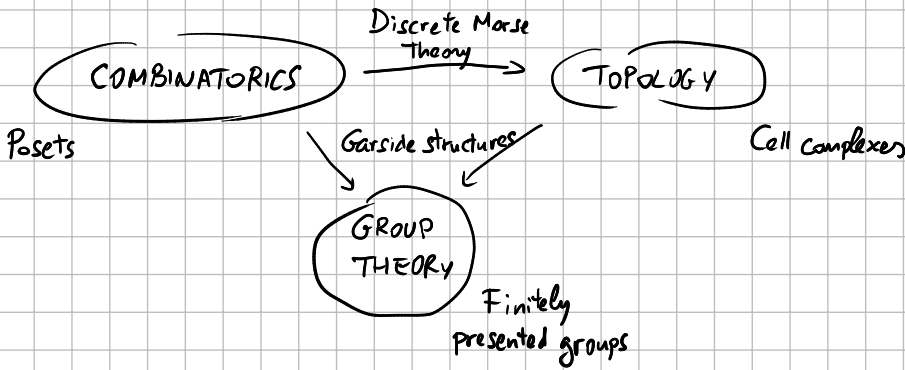 Discrete Morse
Theory
COMBINATORICS
TOPOLOGY
Posets
Garside structures
Cell complexes
GROUP
THEORY
Finitely
presented groups